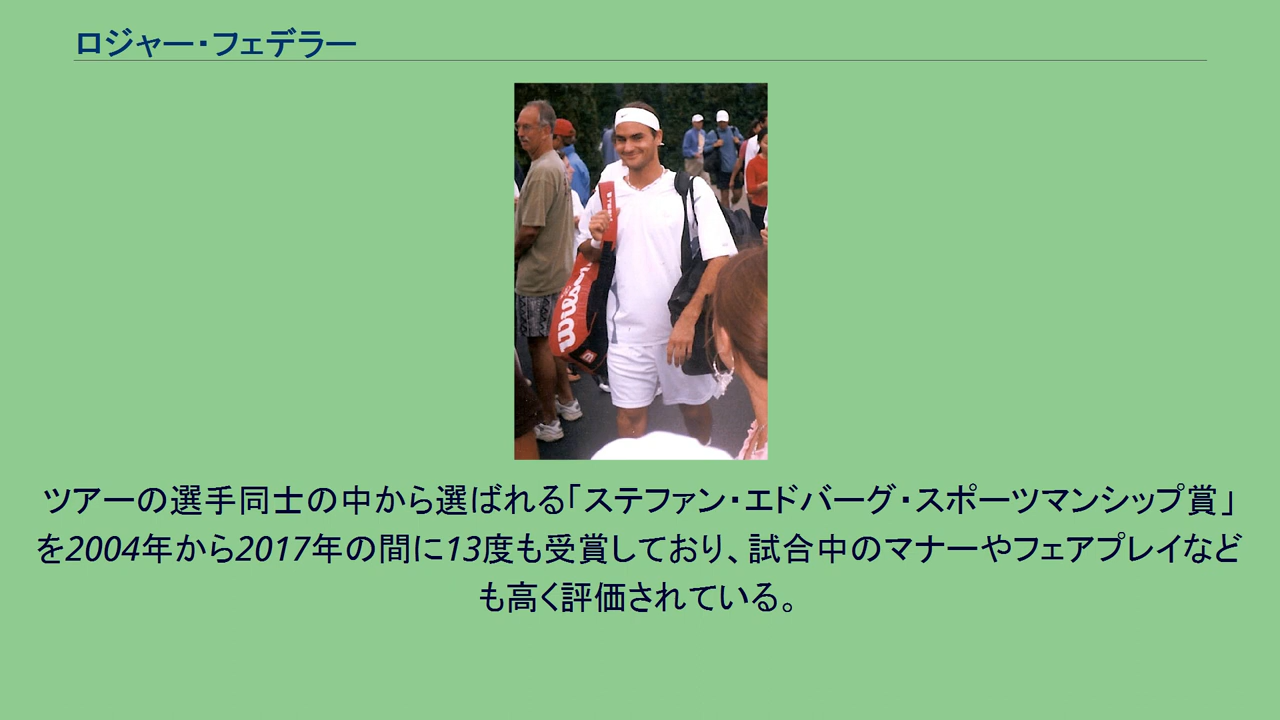 ロジャー・フェデラー
Wilson
ツアーの選手同士の中から選ばれる「ステファン・エドバーグ・スポーツマンシップ賞」
を2004年から2017年の間に13度も受賞しており、試合中のマナーやフェアプレイなど
も高く評価されている。